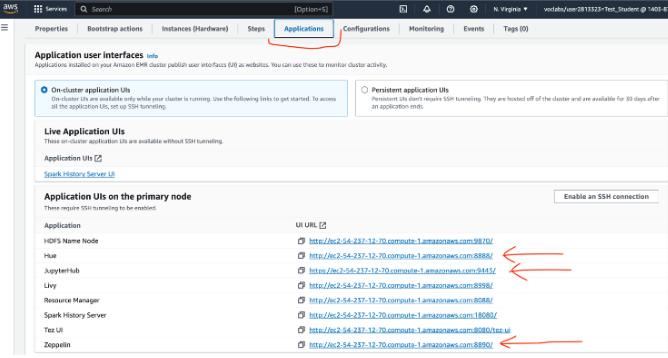 aws
Services
Search
[Option+S]
N. Virginia
voclabs/user2813323=Test_Student @ 1403-8
Properties
Bootstrap actions
Instances (Hardware)
Steps
Applications
Configurations
Monitoring
Events
Tags (0)
Application user interfaces Info
Applications installed on your Amazon EMR cluster publish user interfaces (UI) as websites. You can use these to monitor cluster activity.
On-cluster application UIs
On-cluster UIs are available only while your cluster is running. Use the following links to get started. To access
all the application UIs, set up SSH tunneling.
Persistent application UIs
Persistent UIs don't require SSH tunneling. They are hosted off of the cluster and are available for 30 days after
an application ends.
Live Application UIs
These on-cluster application UIs are available without SSH tunneling.
Application UIs
Spark History Server UI
Application UIs on the primary node
These require SSH tunneling to be enabled.
Enable an SSH connection
Application
UI URL
HDFS Name Node
http://ec2-54-237-12-70.compute-1.amazonaws.com:9870/
Hue
http://ec2-54-237-12-70.compute-1.amazonaws.com:8888/
JupyterHub
https://ec2-54-237-12-70.compute-1.amazonaws.com:9443/
Livy
http://ec2-54-237-12-70.compute-1.amazonaws.com:8998/
Resource Manager
http://ec2-54-237-12-70.compute-1.amazonaws.com:8088/
Spark History Server
http://ec2-54-237-12-70.compute-1.amazonaws.com:18080/
Tez UI
http://ec2-54-237-12-70.compute-1.amazonaws.com:8080/tez-ui
Zeppelin
http://ec2-54-237-12-70.compute-1.amazonaws.com:8890/